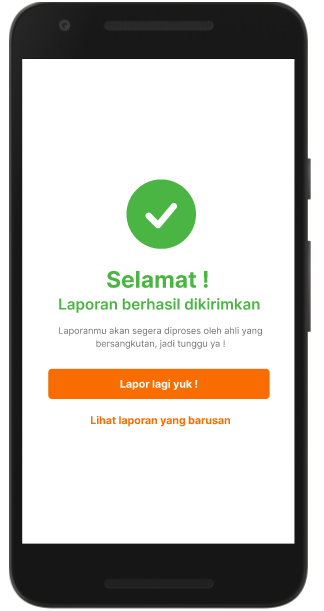 Selamat !
Laporan berhasil dikirimkan
Laporanmu akan segera diproses oleh ahli yang
bersangkutan, jadi tunggu ya !
Lapor lagi yuk !
Lihat laporan yang barusan